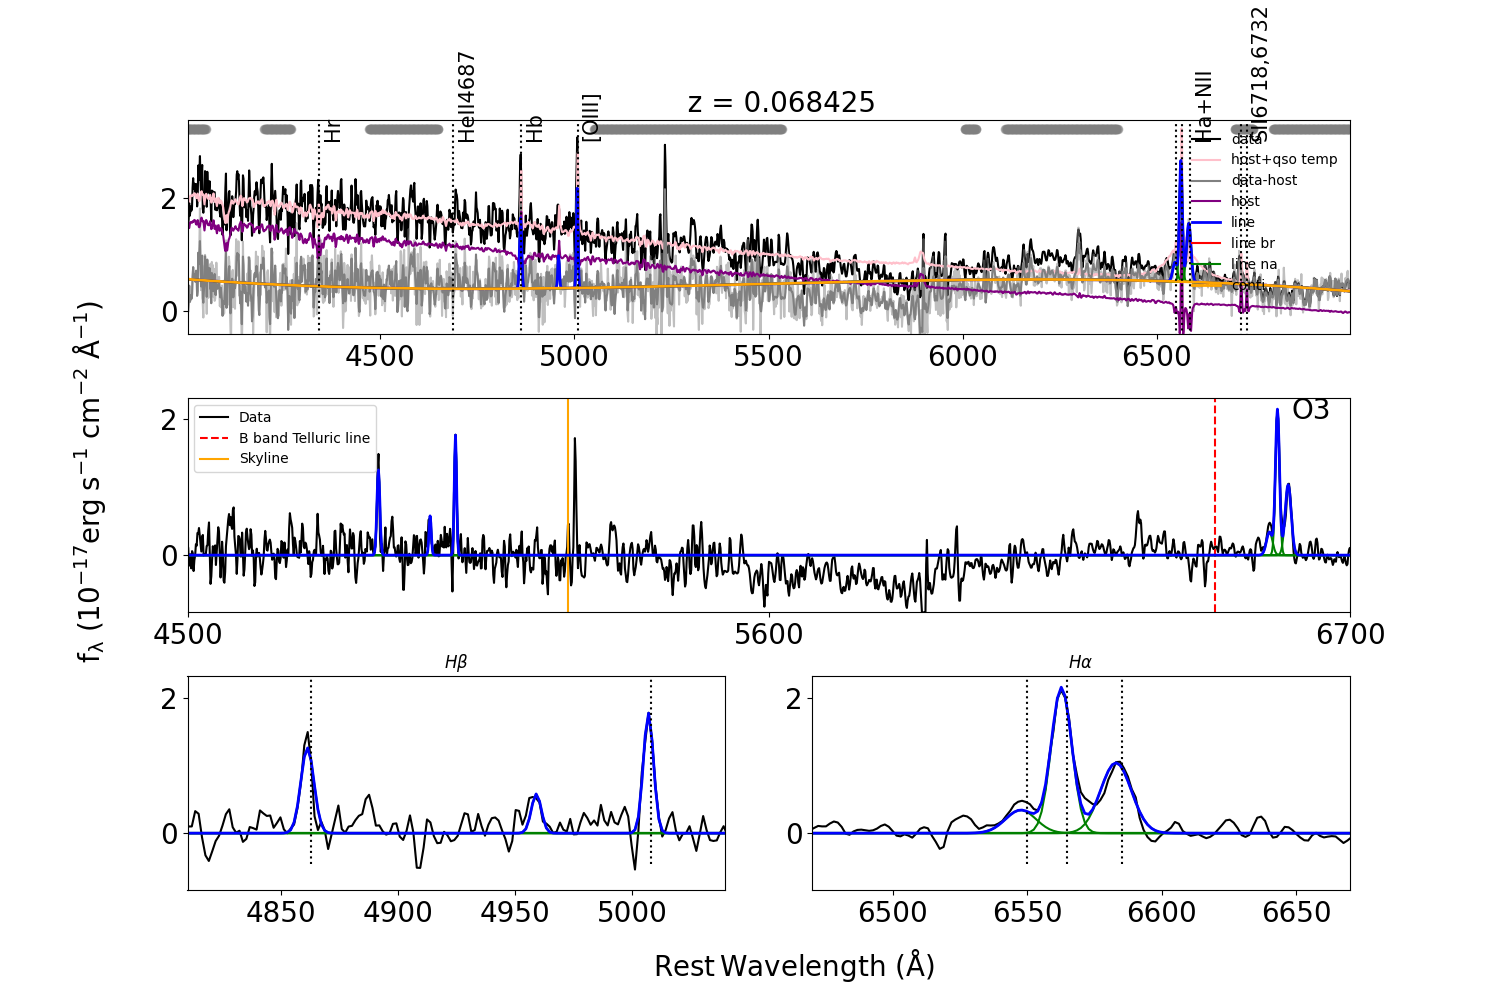 z = 0.068425
Hr
HeII4687
Hb
[OIII]
Ha+NII
SII6718,6732
data
host+qso temp
data-host
host
line
line br
line na
conti
2
0
4500 5000 5500 6000 6500
Data
B band Telluric line
Skyline
O3
2
0
4500 5600 6700
Hβ
2
0
4850 4900 4950 5000
Hα
2
0
6500 6550 6600 6650
fλ (10⁻¹⁷erg s⁻¹ cm⁻² Å⁻¹)
Rest Wavelength (Å)